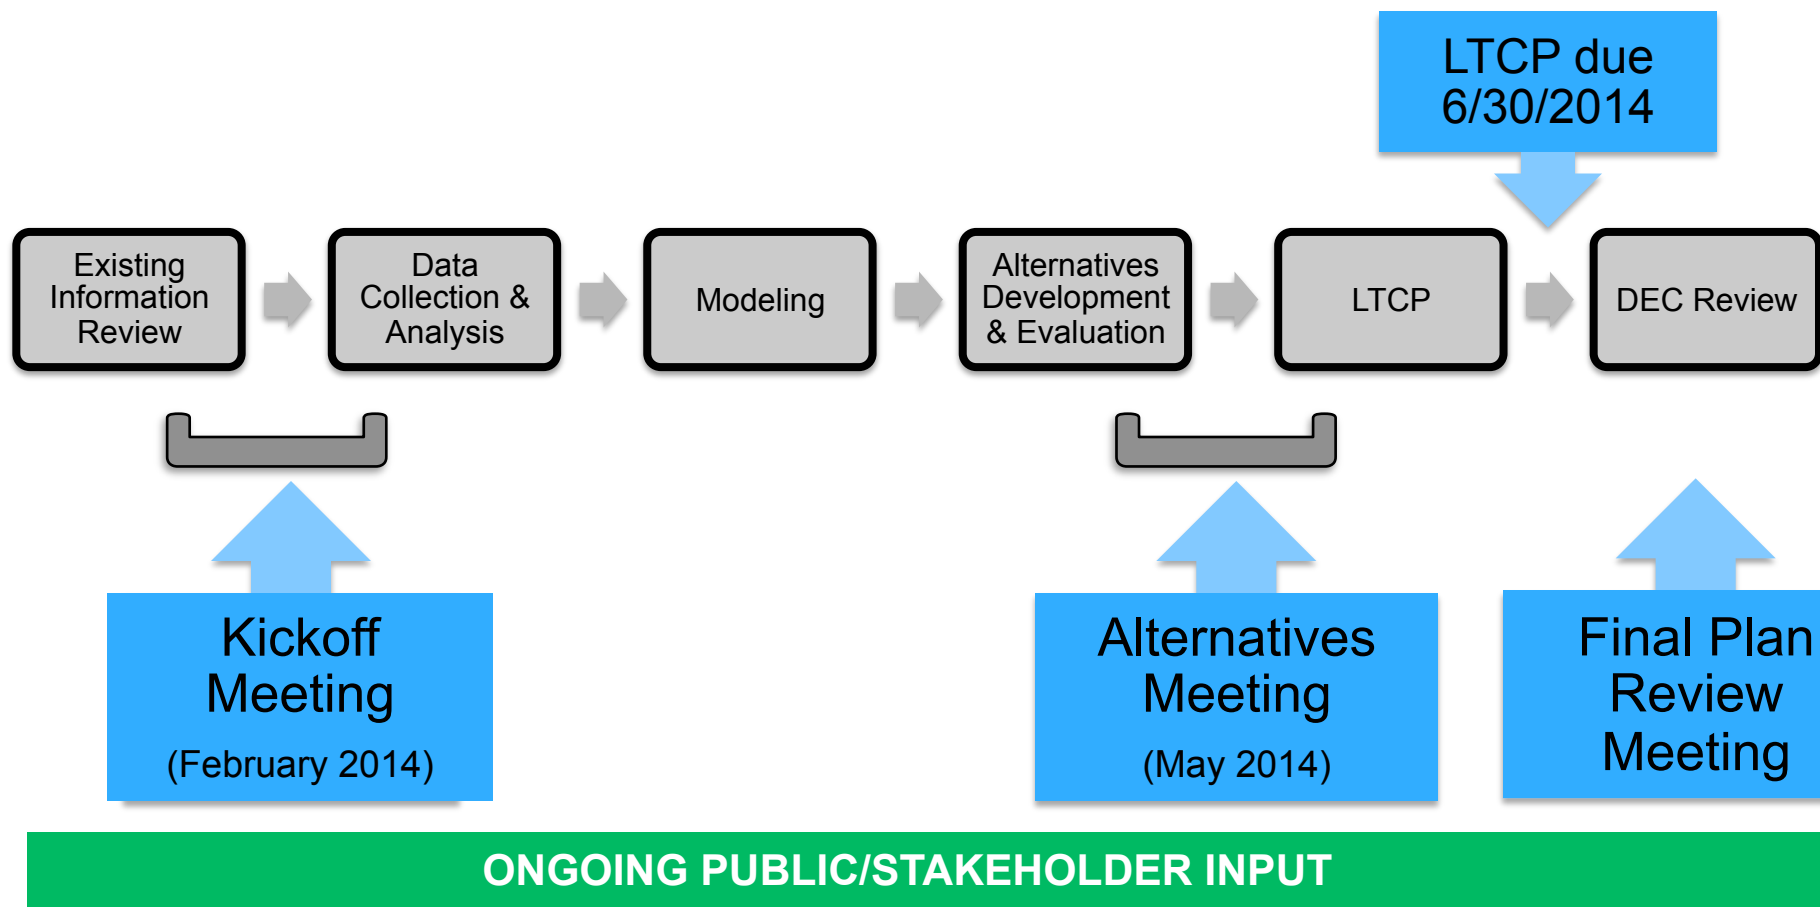 LTCP due
6/30/2014
Existing
Information
Review
Data
Collection &
Analysis
Modeling
Alternatives
Development
& Evaluation
LTCP
DEC Review
Kickoff
Meeting
(February 2014)
Alternatives
Meeting
(May 2014)
Final Plan
Review
Meeting
ONGOING PUBLIC/STAKEHOLDER INPUT